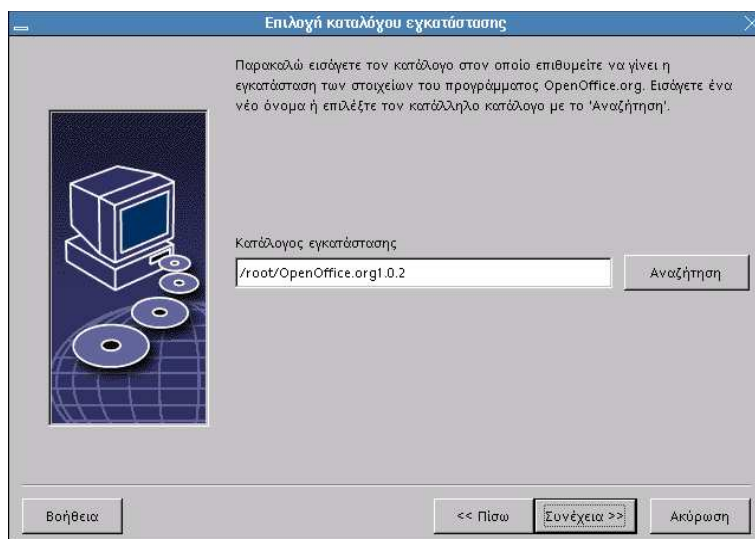 Επιλογή καταλόγου εγκατάστασης
Παρακαλώ εισάγετε τον κατάλογο στον οποίο επιθυμείτε να γίνει η
εγκατάσταση των στοιχείων του προγράμματος OpenOffice.org. Εισάγετε ένα
νέο όνομα ή επιλέξτε τον κατάλληλο κατάλογο με το 'Αναζήτηση'.
Κατάλογος εγκατάστασης
/root/OpenOffice.org1.0.2
Αναζήτηση
Βοήθεια
<< Πίσω
Συνέχεια >>
Ακύρωση